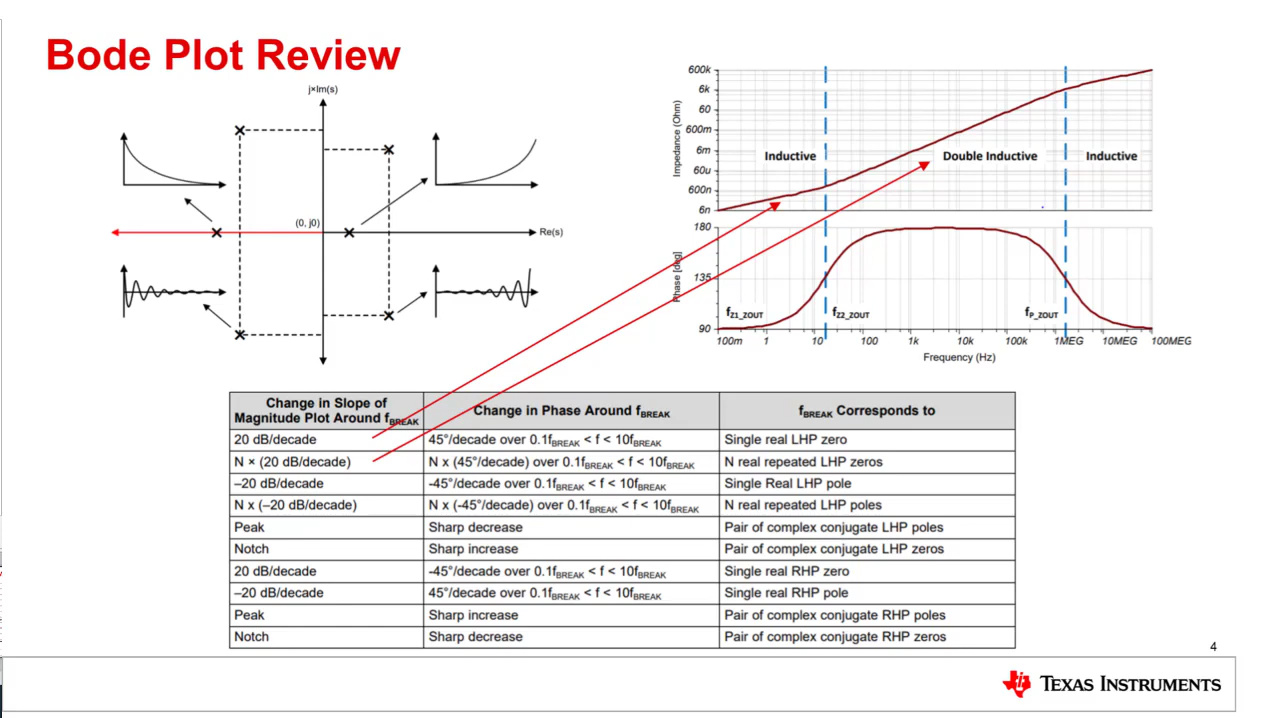 Bode Plot Review
j×Im(s)
(0, j0)
Re(s)
600k
6k
60
600m
6m
60u
600n
6n
Impedance (Ohm)
Inductive
Double Inductive
Inductive
180
135
90
Phase [deg]
fZ1_ZOUT
fZ2_ZOUT
fP_ZOUT
100m 1 10 100 1k 10k 100k 1MEG 10MEG 100MEG
Frequency (Hz)
Change in Slope of
Magnitude Plot Around fBREAK
Change in Phase Around fBREAK
fBREAK Corresponds to
20 dB/decade 45°/decade over 0.1fBREAK < f < 10fBREAK Single real LHP zero
N × (20 dB/decade) N x (45°/decade) over 0.1fBREAK < f < 10fBREAK N real repeated LHP zeros
–20 dB/decade -45°/decade over 0.1fBREAK < f < 10fBREAK Single Real LHP pole
N x (–20 dB/decade) N x (-45°/decade) over 0.1fBREAK < f < 10fBREAK N real repeated LHP poles
Peak Sharp decrease Pair of complex conjugate LHP poles
Notch Sharp increase Pair of complex conjugate LHP zeros
20 dB/decade -45°/decade over 0.1fBREAK < f < 10fBREAK Single real RHP zero
–20 dB/decade 45°/decade over 0.1fBREAK < f < 10fBREAK Single real RHP pole
Peak Sharp increase Pair of complex conjugate RHP poles
Notch Sharp decrease Pair of complex conjugate RHP zeros
4
TEXAS INSTRUMENTS